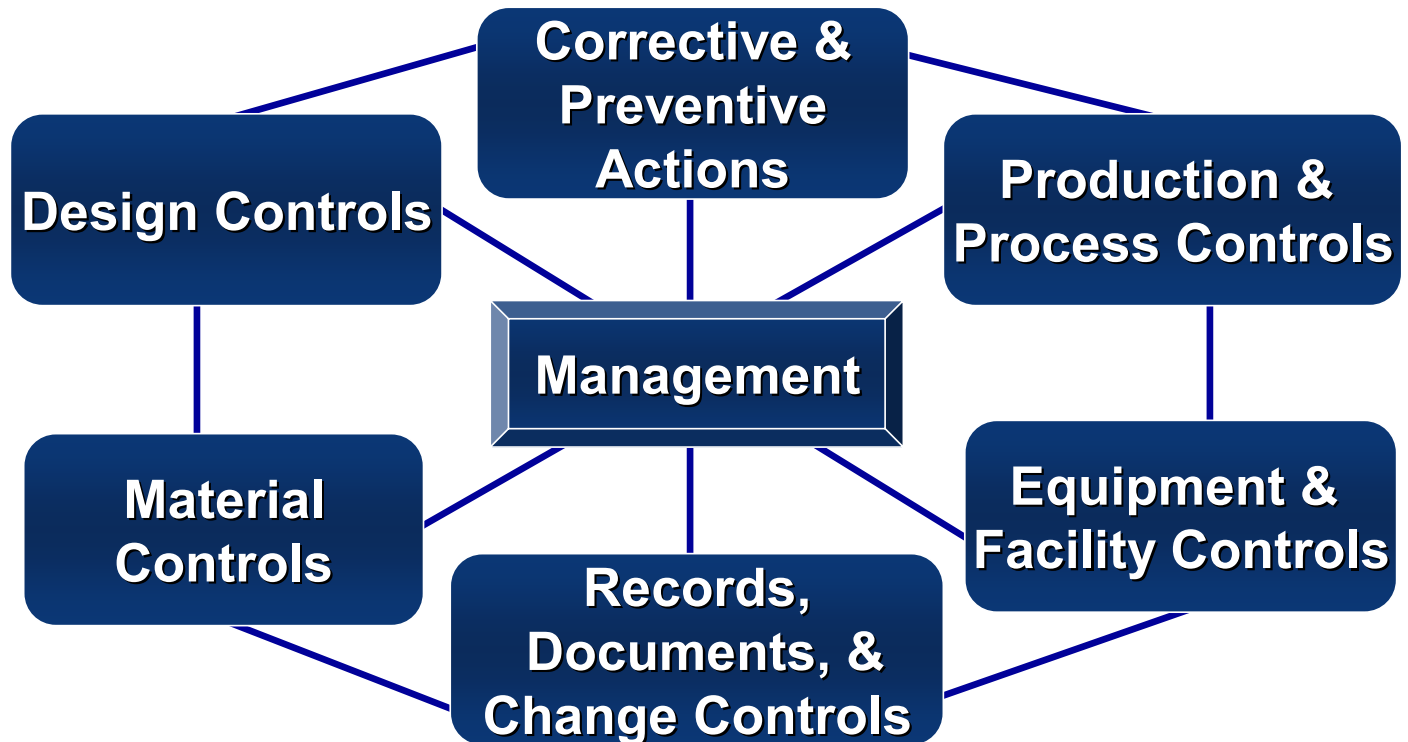 Corrective &
Preventive
Actions
Design Controls
Production &
Process Controls
Management
Material
Controls
Equipment &
Facility Controls
Records,
Documents, &
Change Controls